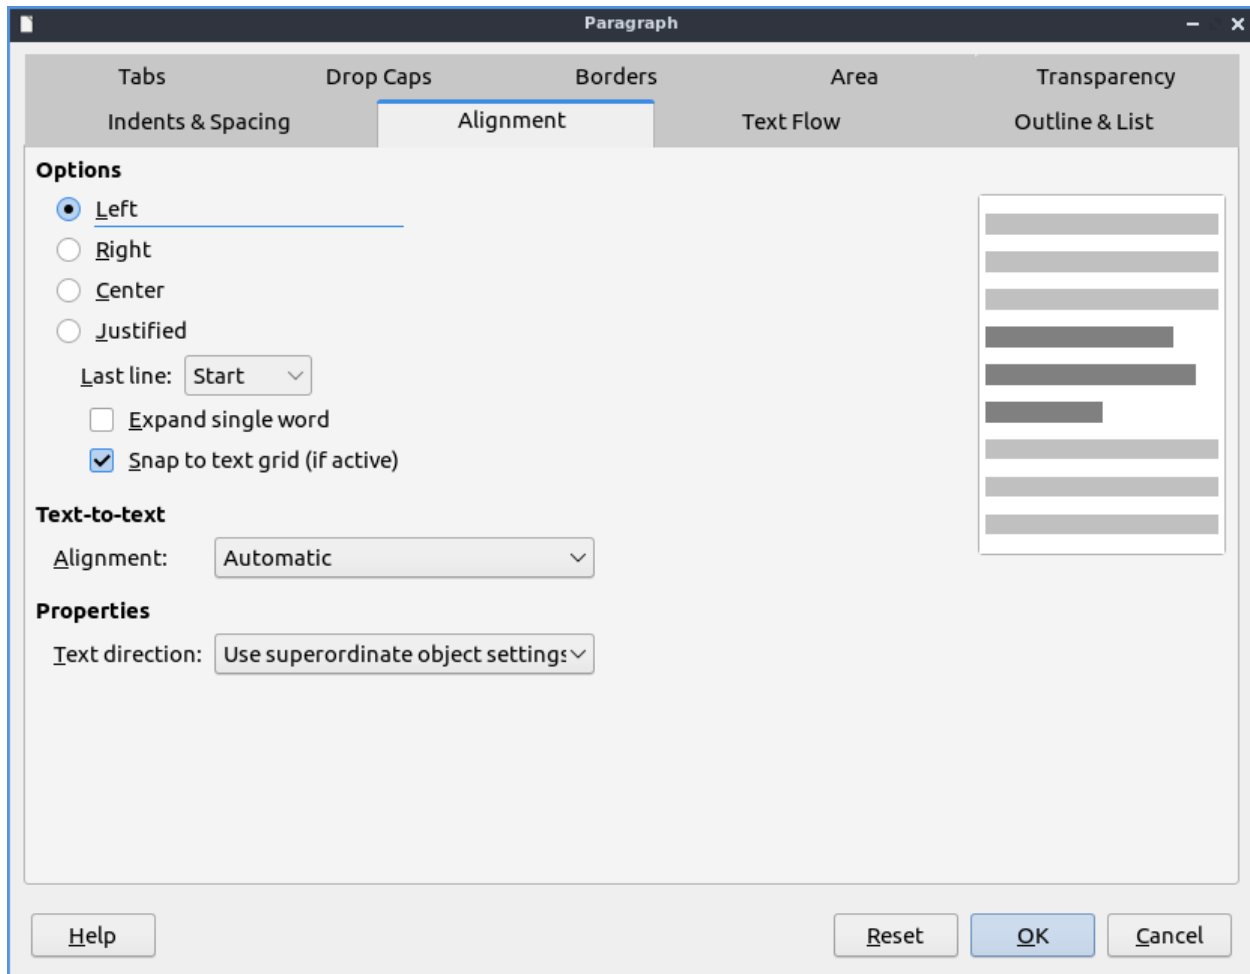 Paragraph
Tabs Drop Caps Borders Area Transparency
Indents & Spacing Alignment Text Flow Outline & List
Options
Left
Right
Center
Justified
Last line: Start
Expand single word
Snap to text grid (if active)
Text-to-text
Alignment: Automatic
Properties
Text direction: Use superordinate object settings
Help Reset OK Cancel